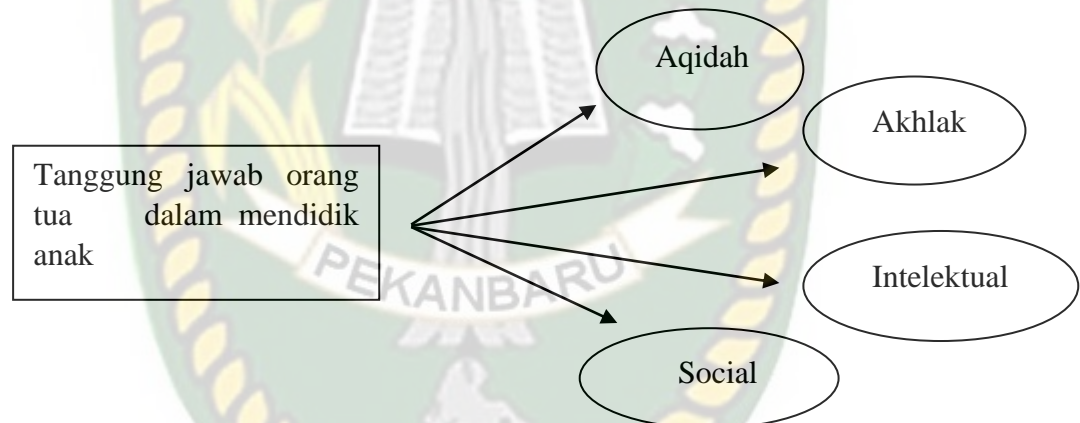 Aqidah
Akhlak
Tanggung jawab orang
tua dalam mendidik
anak
PEKANBARU
Intelektual
Social